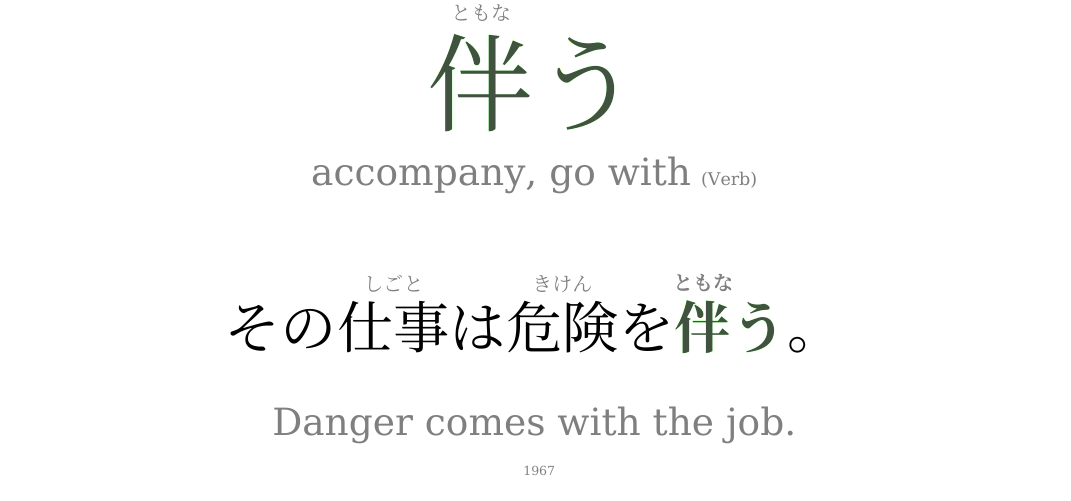 ともな
伴う
accompany, go with (Verb)
しごと きけん ともな
その仕事は危険を伴う。
Danger comes with the job.
1967